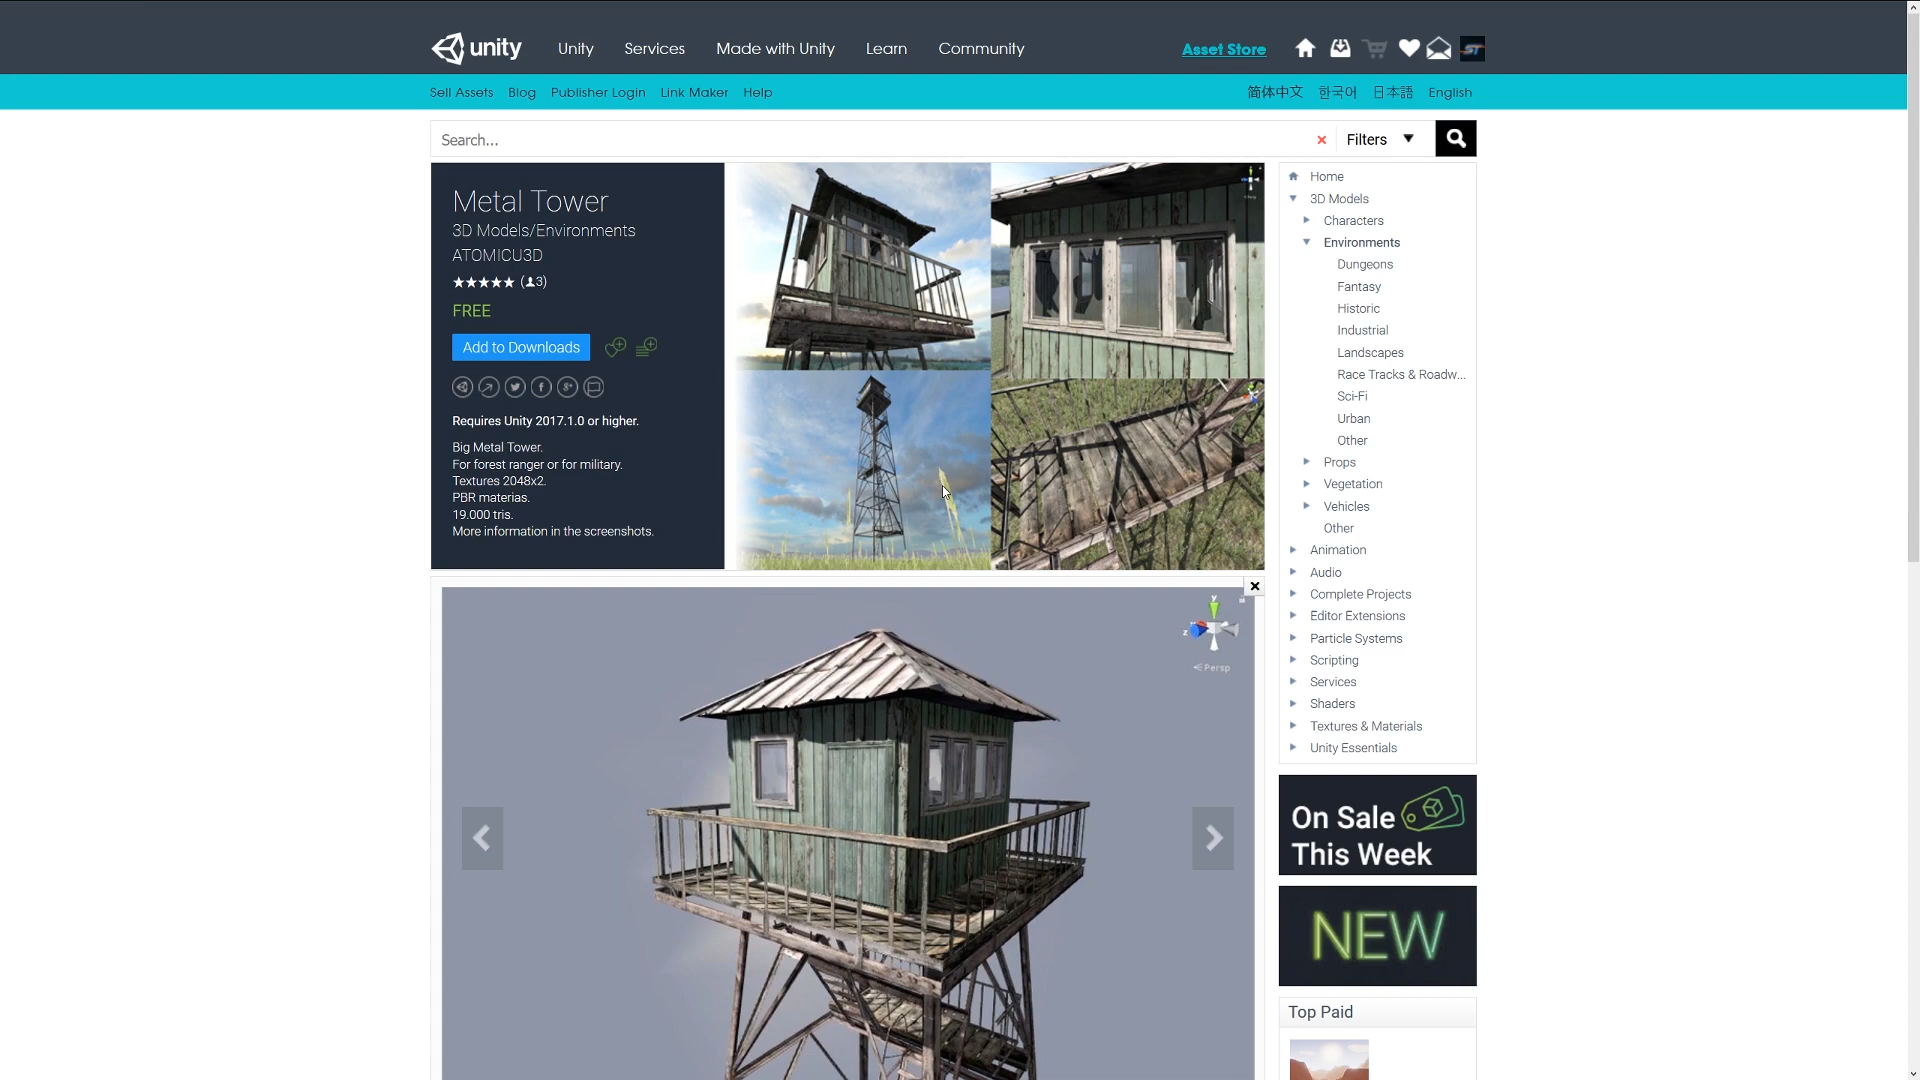 unity
Unity
Services
Made with Unity
Learn
Community
Asset Store
ST
Sell Assets
Blog
Publisher Login
Link Maker
Help
简体中文
한국어
日本語
English
Search...
Filters
Metal Tower
3D Models/Environments
ATOMICU3D
(3)
FREE
Add to Downloads
Requires Unity 2017.1.0 or higher.
Big Metal Tower.
For forest ranger or for military.
Textures 2048x2.
PBR materias.
19.000 tris.
More information in the screenshots.
y
z
Persp
Home
3D Models
Characters
Environments
Dungeons
Fantasy
Historic
Industrial
Landscapes
Race Tracks & Roadw...
Sci-Fi
Urban
Other
Props
Vegetation
Vehicles
Other
Animation
Audio
Complete Projects
Editor Extensions
Particle Systems
Scripting
Services
Shaders
Textures & Materials
Unity Essentials
On Sale
This Week
NEW
Top Paid